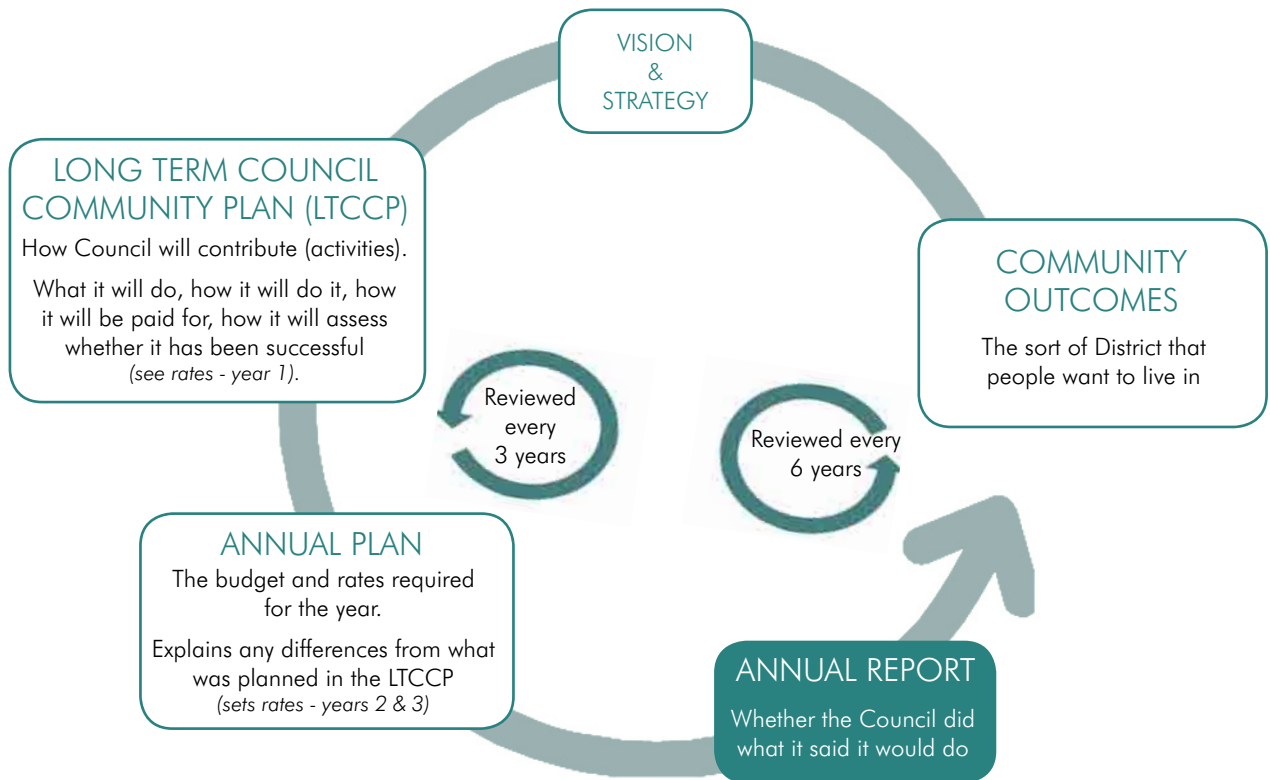 VISION
&
STRATEGY
LONG TERM COUNCIL
COMMUNITY PLAN (LTCCP)
How Council will contribute (activities).
What it will do, how it will do it, how
it will be paid for, how it will assess
whether it has been successful
(see rates - year 1).
COMMUNITY
OUTCOMES
The sort of District that
people want to live in
Reviewed
every
3 years
Reviewed every
6 years
ANNUAL PLAN
The budget and rates required
for the year.
Explains any differences from what
was planned in the LTCCP
(sets rates - years 2 & 3)
ANNUAL REPORT
Whether the Council did
what it said it would do